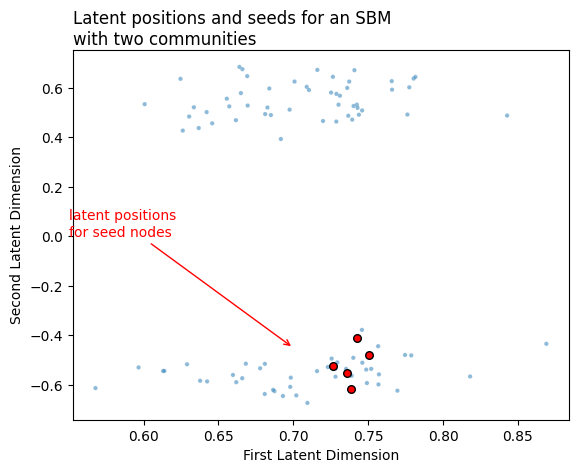 Latent positions and seeds for an SBM
with two communities
0.6
0.4
0.2
0.0
−0.2
−0.4
−0.6
Second Latent Dimension
latent positions
for seed nodes
0.60 0.65 0.70 0.75 0.80 0.85
First Latent Dimension